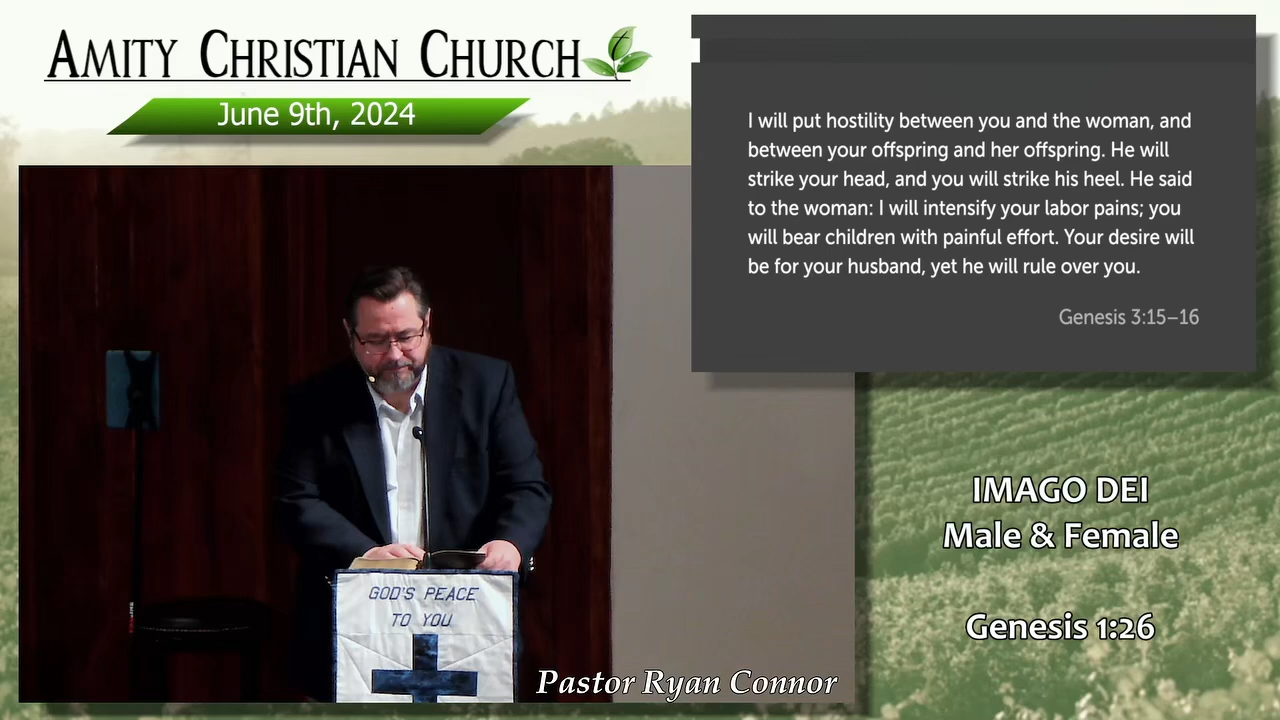 AMITY CHRISTIAN CHURCH
June 9th, 2024
I will put hostility between you and the woman, and
between your offspring and her offspring. He will
strike your head, and you will strike his heel. He said
to the woman: I will intensify your labor pains; you
will bear children with painful effort. Your desire will
be for your husband, yet he will rule over you.
Genesis 3:15–16
GOD'S PEACE
TO YOU
Pastor Ryan Connor
IMAGO DEI
Male & Female
Genesis 1:26